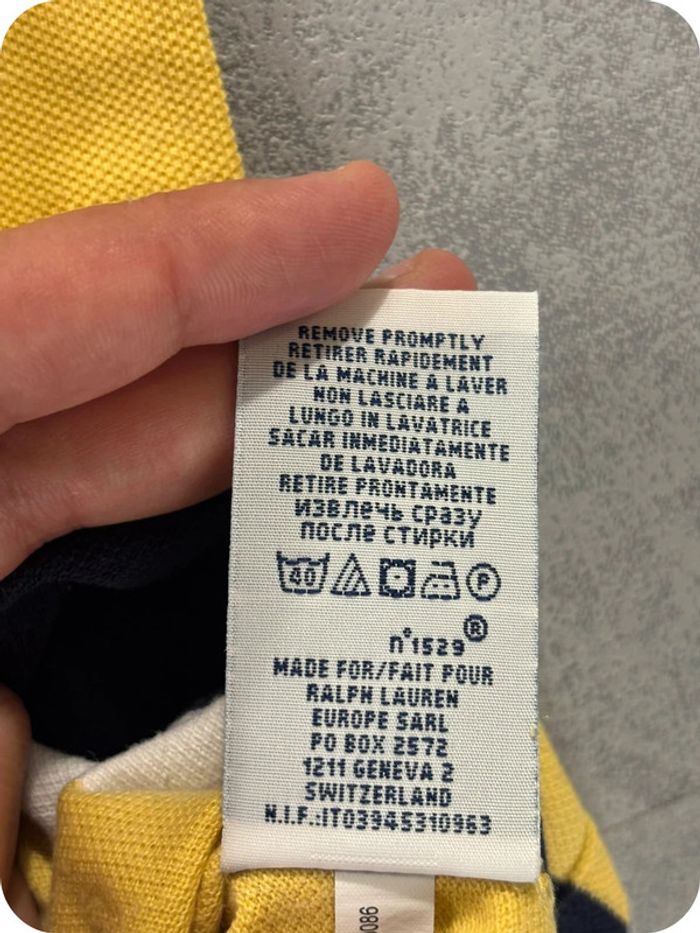 REMOVE PROMPTLY
RETIRER RAPIDEMENT
DE LA MACHINE A LAVER
NON LASCIARE A
LUNGO IN LAVATRICE
SACAR INMEDIATAMENTE
DE LAVADORA
RETIRE PRONTAMENTE
извлечь сразу
после стирки
40 P
n°1529®
MADE FOR/FAIT POUR
RALPH LAUREN
EUROPE SARL
PO BOX 2572
1211 GENEVA 2
SWITZERLAND
N.I.F.:IT03945310963
086